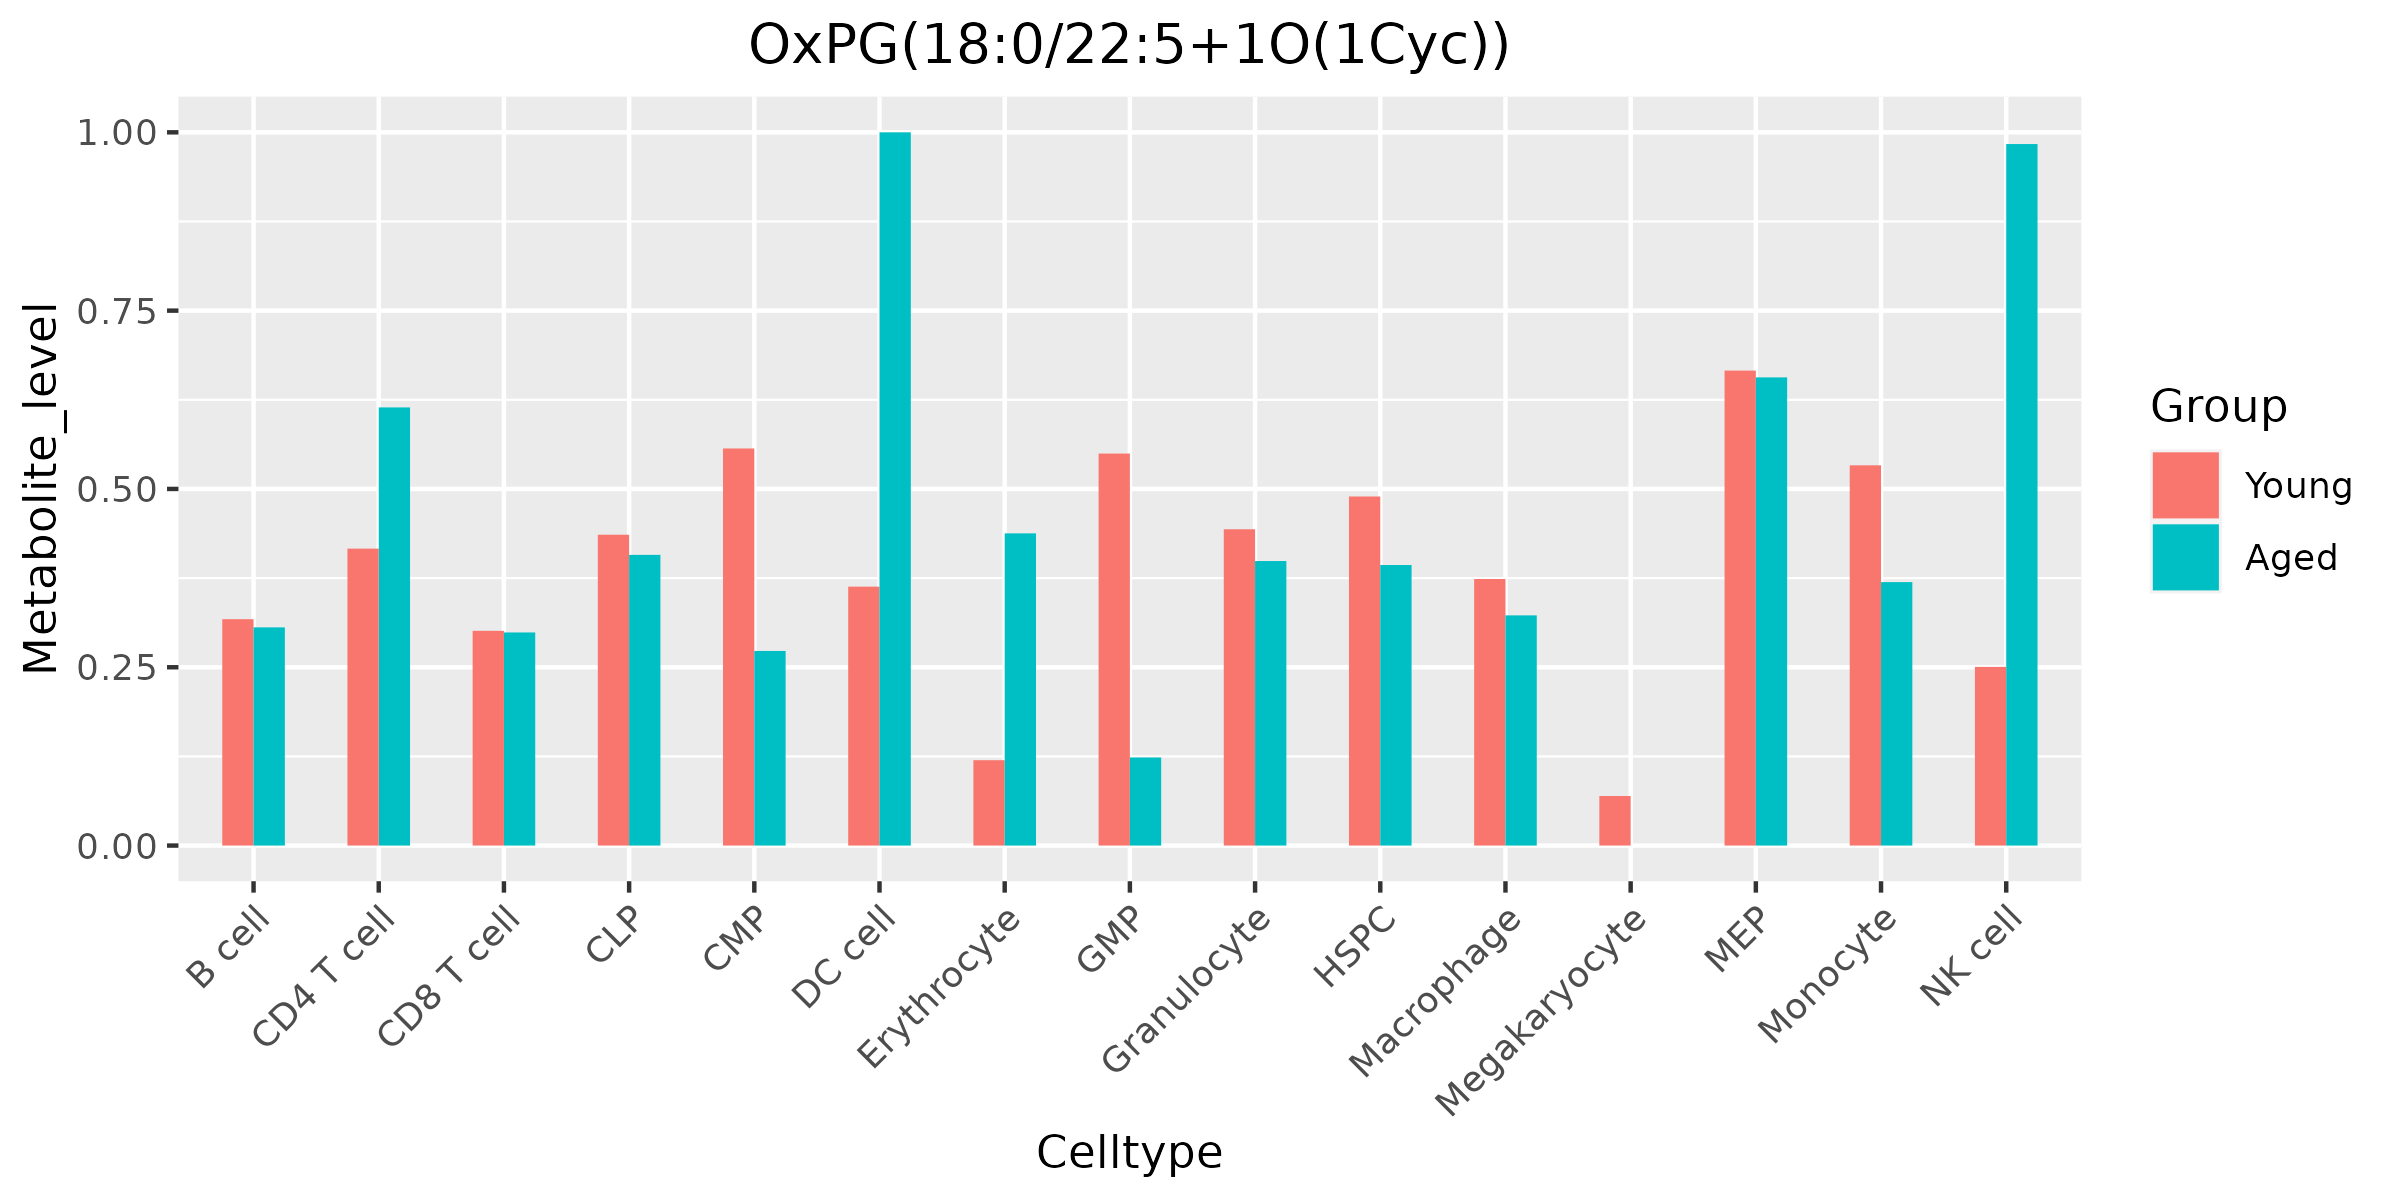 OxPG(18:0/22:5+1O(1Cyc))
Metabolite_level
1.00
0.75
0.50
0.25
0.00
B cell
CD4 T cell
CD8 T cell
CLP
CMP
DC cell
Erythrocyte
GMP
Granulocyte
HSPC
Macrophage
Megakaryocyte
MEP
Monocyte
NK cell
Celltype
Group
Young
Aged